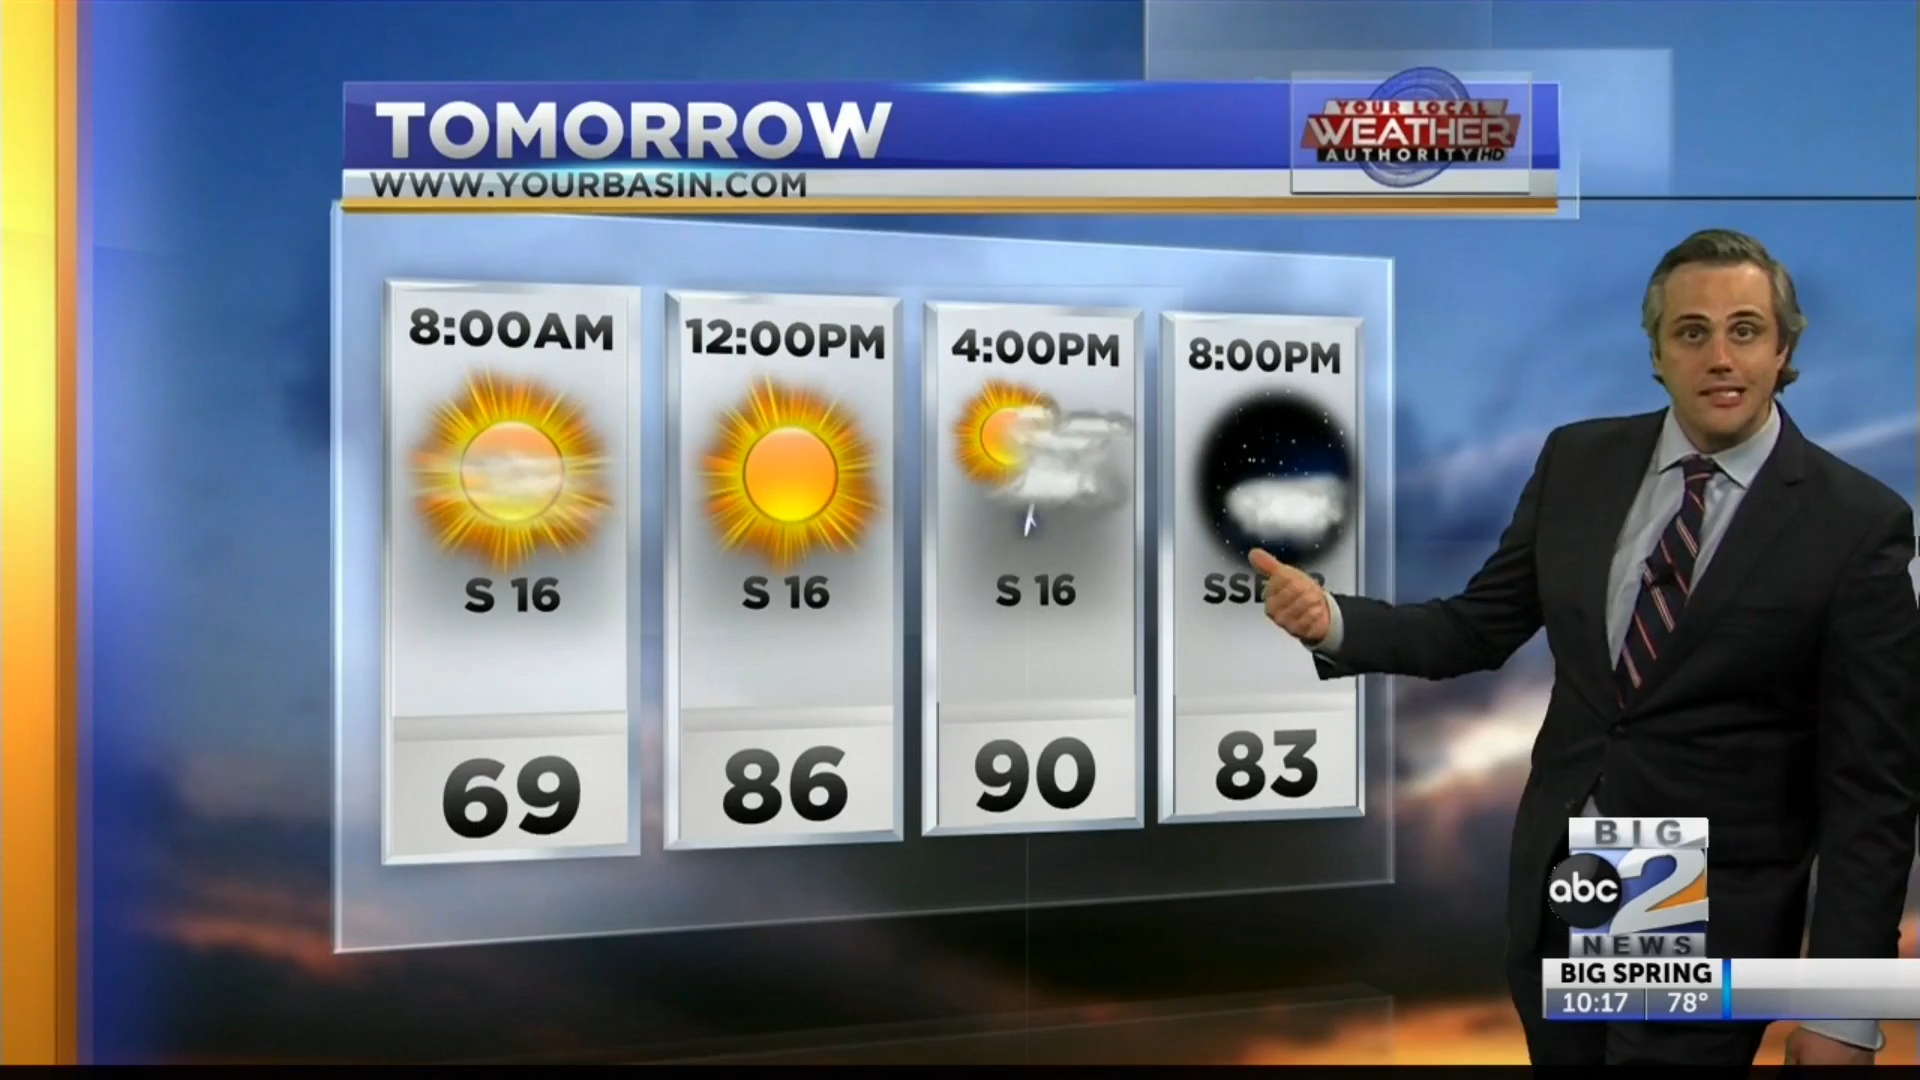 TOMORROW
WWW.YOURBASIN.COM
YOUR LOCAL
WEATHER
AUTHORITY HD
8:00AM
12:00PM
4:00PM
8:00PM
S 16
S 16
S 16
69
86
90
83
BIG
abc 2
NEWS
BIG SPRING
10:17 78°